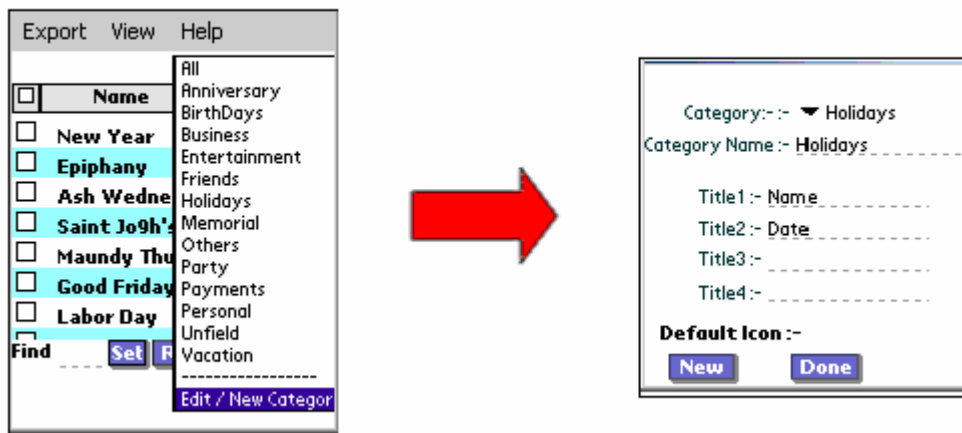 Export View Help
All
Anniversary
BirthDays
Business
Entertainment
Friends
Holidays
Memorial
Others
Party
Payments
Personal
Unfield
Vacation
-----------------
Edit / New Categor
Name
New Year
Epiphany
Ash Wedne
Saint Jo9h's
Maundy Thu
Good Friday
Labor Day
Find Set R
Category:- :- Holidays
Category Name :- Holidays
Title1 :- Name
Title2 :- Date
Title3 :-
Title4 :-
Default Icon :-
New Done